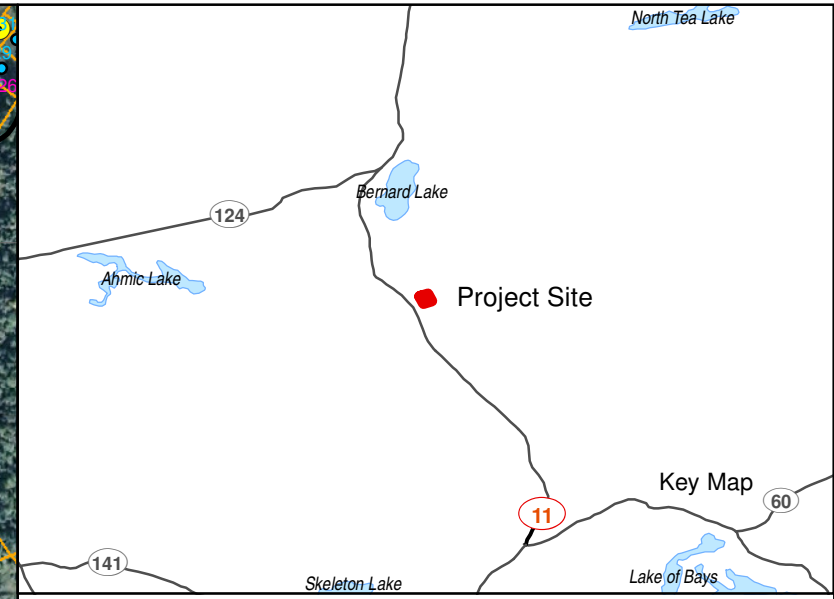 North Tea Lake
Bernard Lake
124
Ahmic Lake
Project Site
Key Map
60
11
141
Skeleton Lake
Lake of Bays